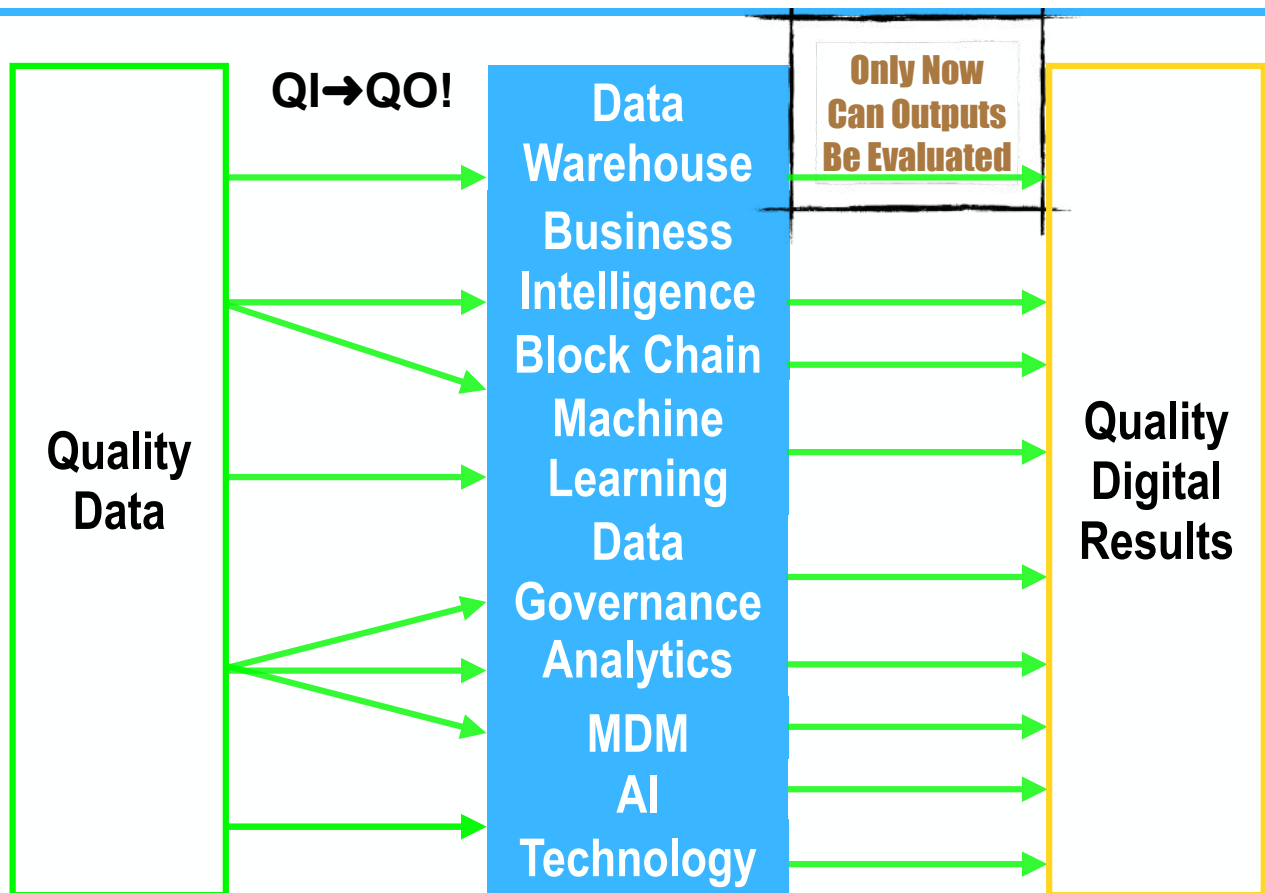 QI➜QO!
Only Now
Can Outputs
Be Evaluated
Quality
Data
Data
Warehouse
Business
Intelligence
Block Chain
Machine
Learning
Data
Governance
Analytics
MDM
AI
Technology
Quality
Digital
Results